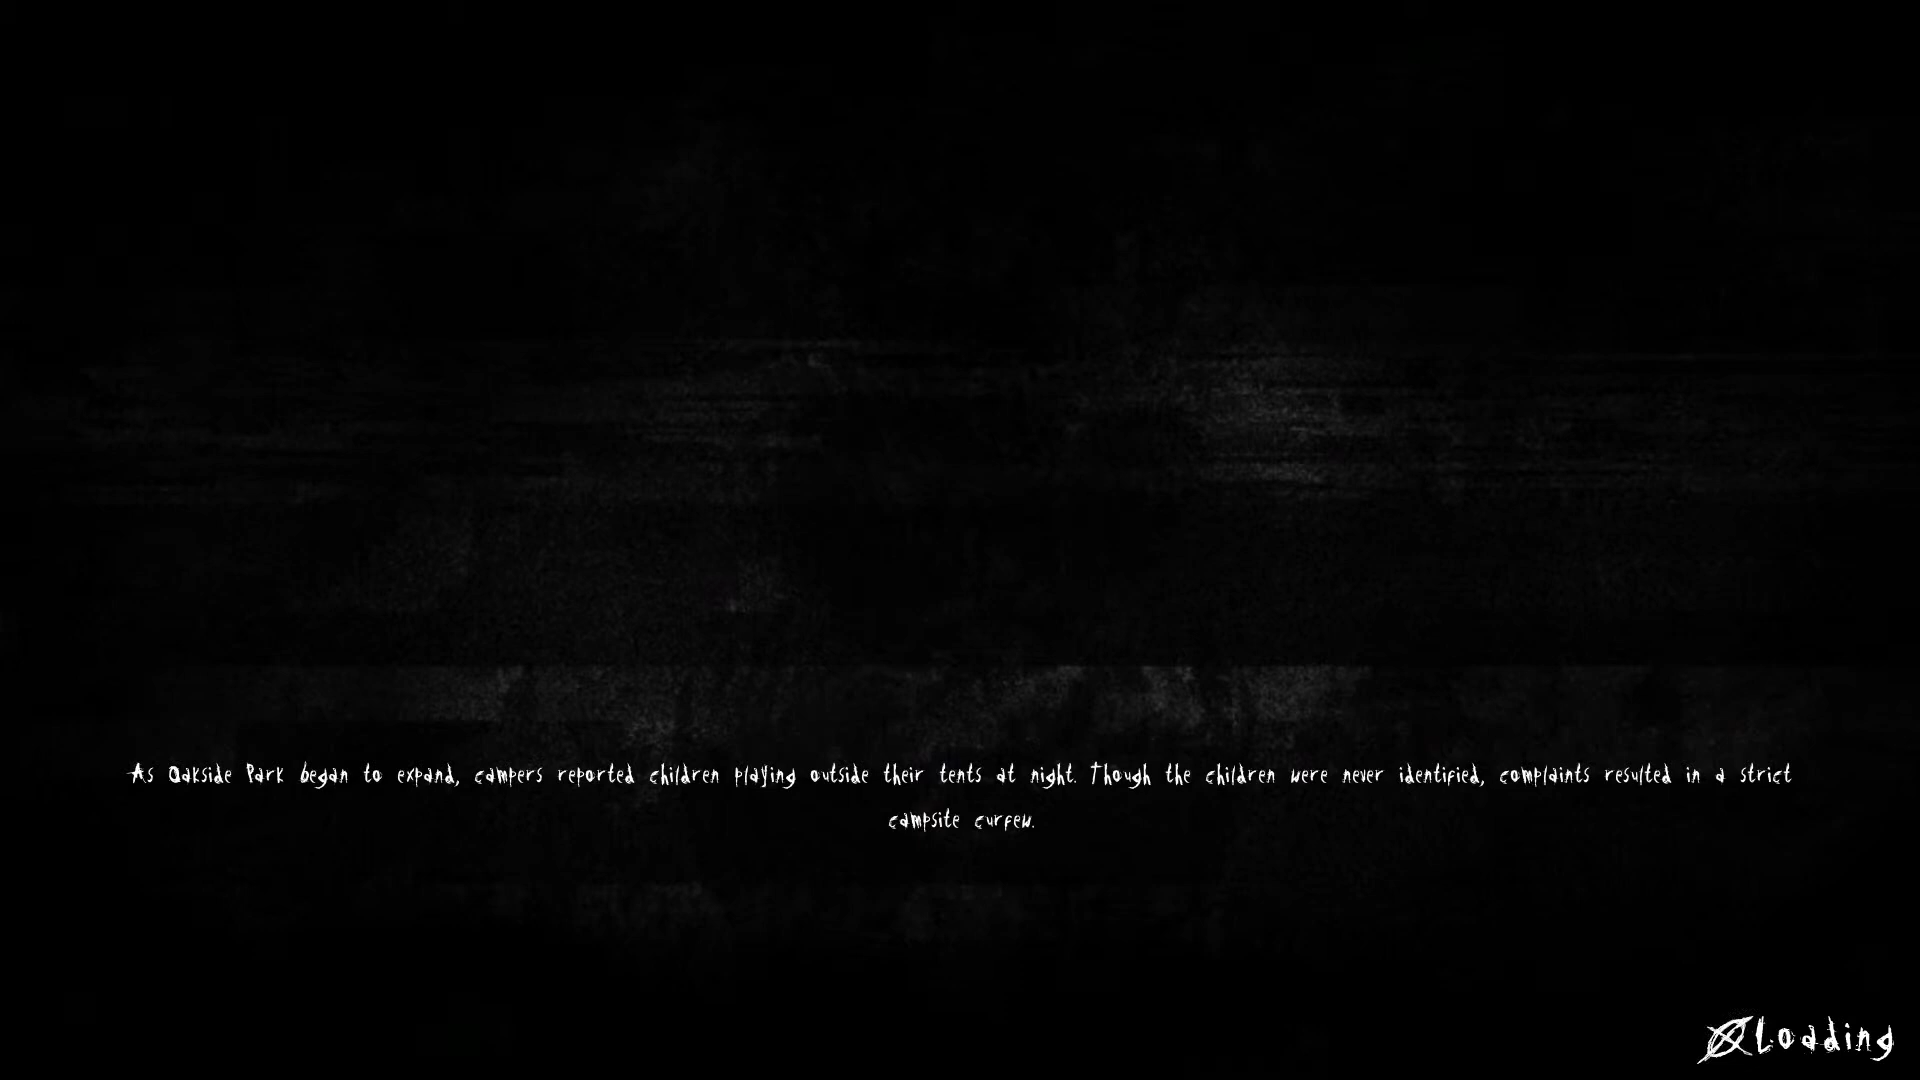 As Oakside Park began to expand, campers reported children playing outside their tents at night. Though the children were never identified, complaints resulted in a strict
campsite curfew.
Loading